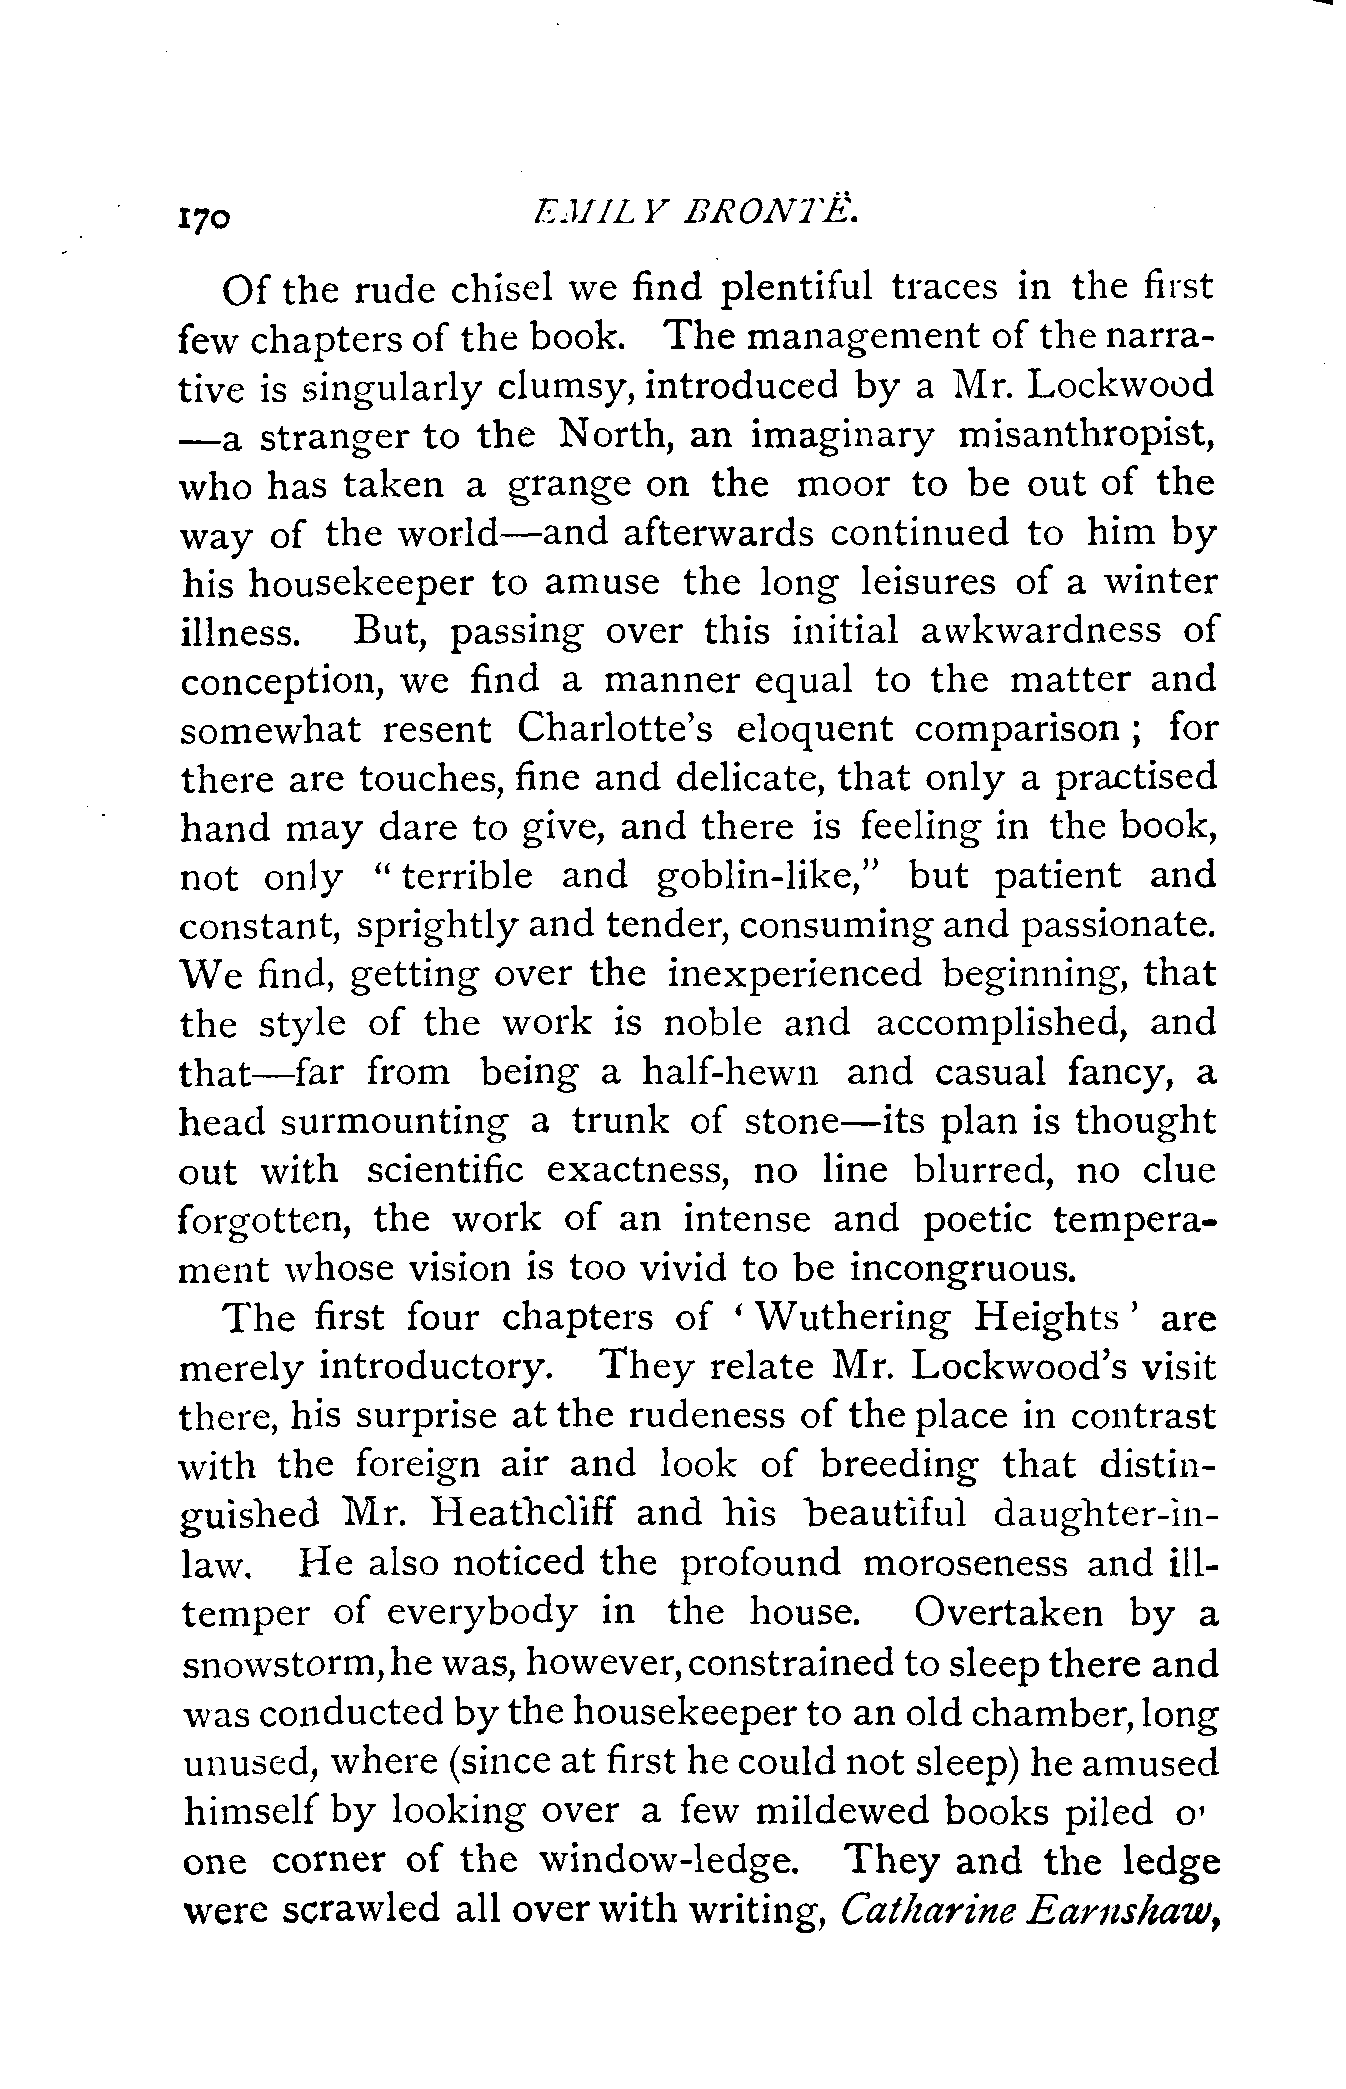 170 EMILY BRONTË.
Of the rude chisel we find plentiful traces in the first
few chapters of the book. The management of the narra-
tive is singularly clumsy, introduced by a Mr. Lockwood
—a stranger to the North, an imaginary misanthropist,
who has taken a grange on the moor to be out of the
way of the world—and afterwards continued to him by
his housekeeper to amuse the long leisures of a winter
illness. But, passing over this initial awkwardness of
conception, we find a manner equal to the matter and
somewhat resent Charlotte's eloquent comparison ; for
there are touches, fine and delicate, that only a practised
hand may dare to give, and there is feeling in the book,
not only " terrible and goblin-like," but patient and
constant, sprightly and tender, consuming and passionate.
We find, getting over the inexperienced beginning, that
the style of the work is noble and accomplished, and
that—far from being a half-hewn and casual fancy, a
head surmounting a trunk of stone—its plan is thought
out with scientific exactness, no line blurred, no clue
forgotten, the work of an intense and poetic tempera-
ment whose vision is too vivid to be incongruous.
The first four chapters of ' Wuthering Heights ' are
merely introductory. They relate Mr. Lockwood's visit
there, his surprise at the rudeness of the place in contrast
with the foreign air and look of breeding that distin-
guished Mr. Heathcliff and his beautiful daughter-in-
law. He also noticed the profound moroseness and ill-
temper of everybody in the house. Overtaken by a
snowstorm, he was, however, constrained to sleep there and
was conducted by the housekeeper to an old chamber, long
unused, where (since at first he could not sleep) he amused
himself by looking over a few mildewed books piled o'
one corner of the window-ledge. They and the ledge
were scrawled all over with writing, Catharine Earnshaw,